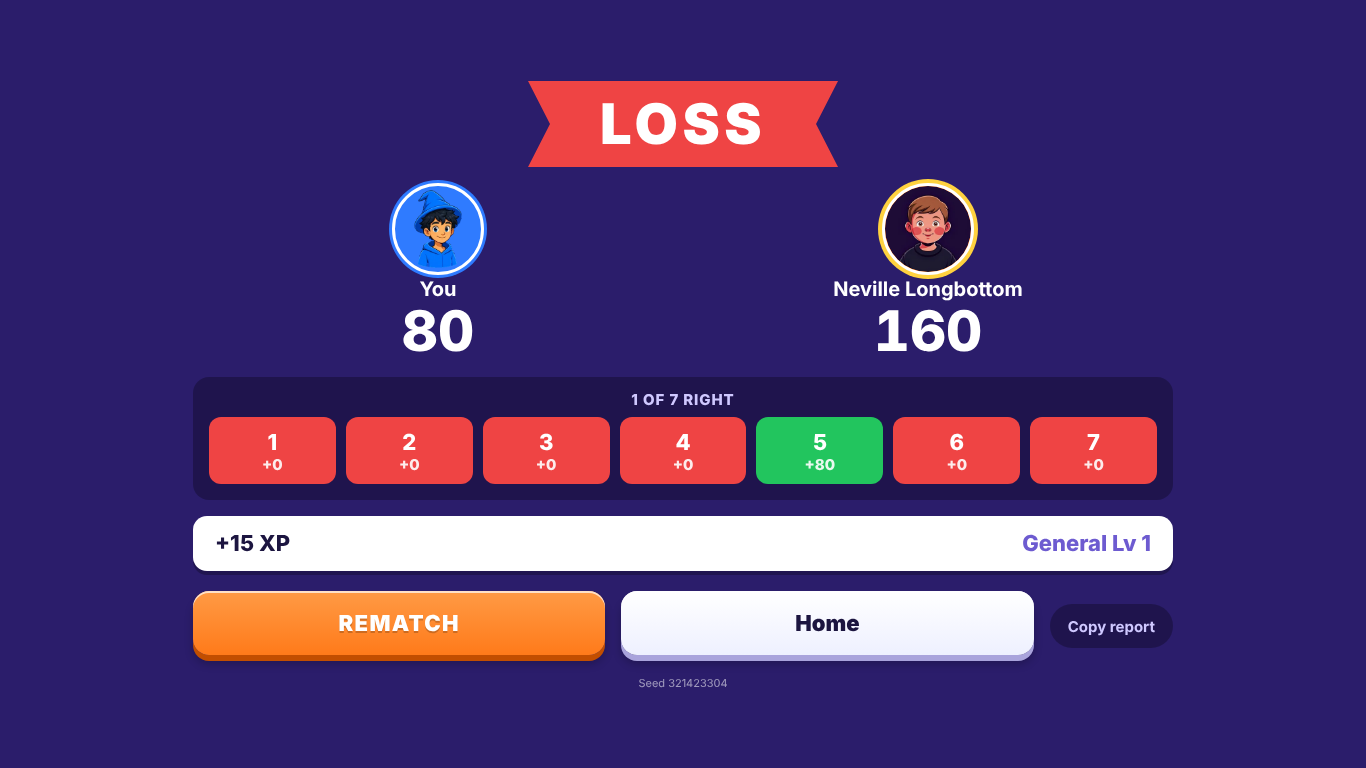 LOSS
You
Neville Longbottom
80
160
1 OF 7 RIGHT
1
2
3
4
5
6
7
+0
+0
+0
+0
+80
+0
+0
+15 XP
General Lv 1
REMATCH
Home
Copy report
Seed 321423304